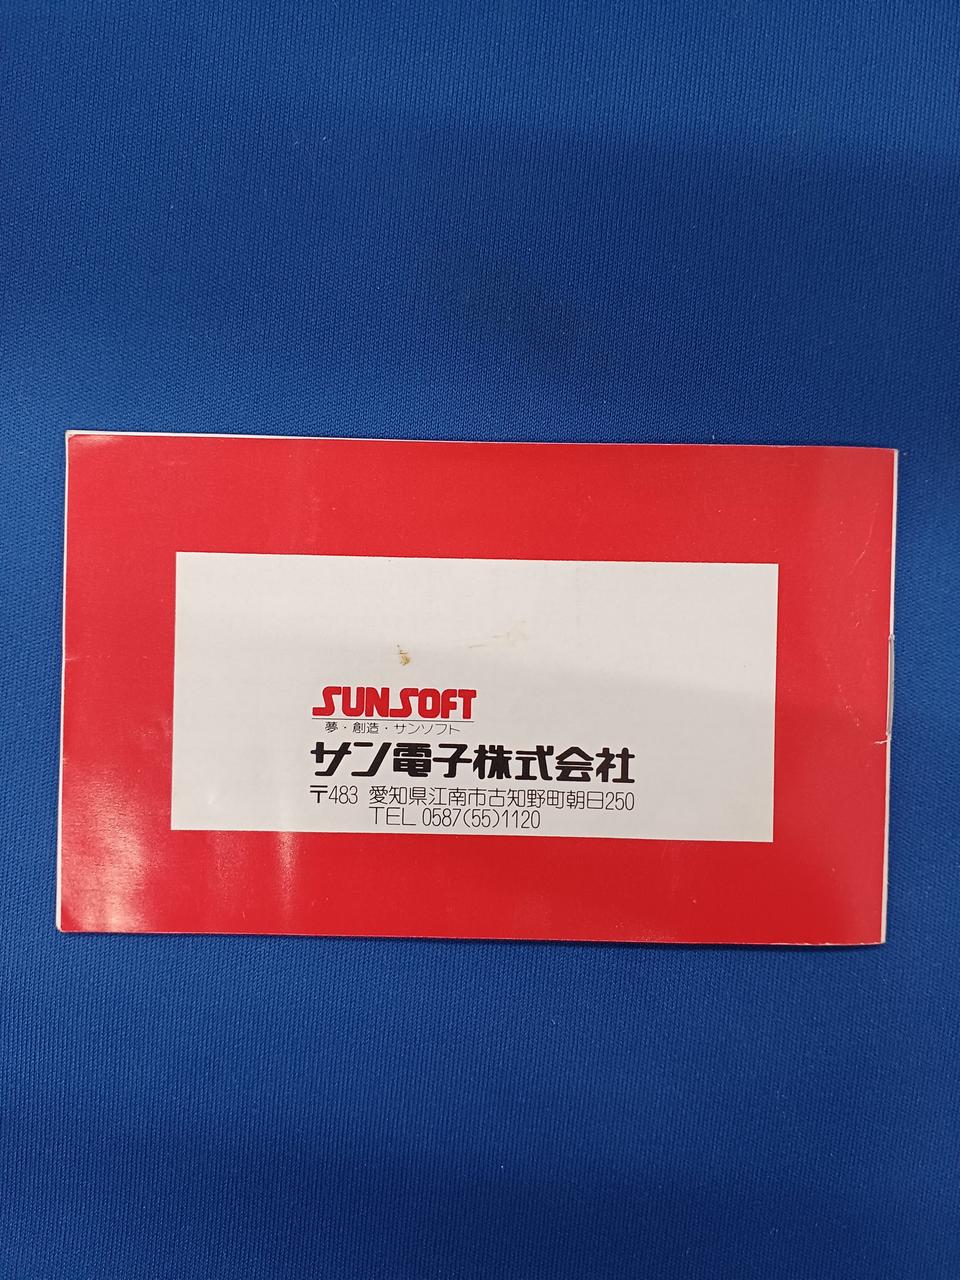 SUNSOFT
夢・創造・サンソフト
サン電子株式会社
〒483 愛知県江南市古知野町朝日250
TEL 0587(55)1120